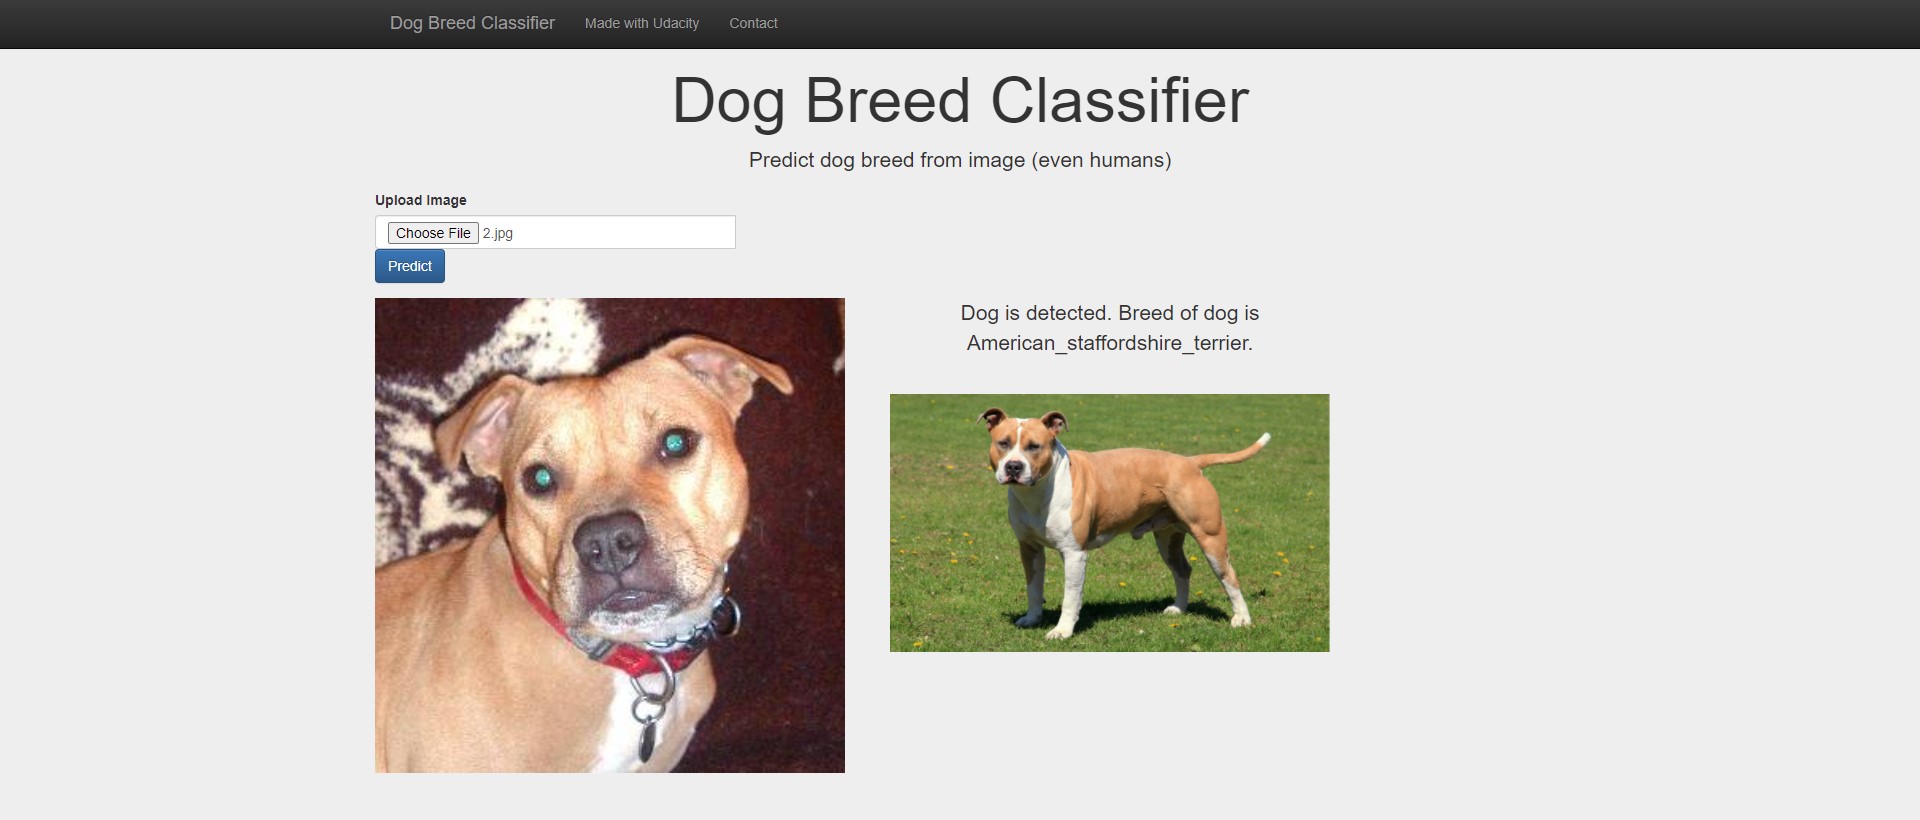 Dog Breed Classifier Made with Udacity Contact
Dog Breed Classifier
Predict dog breed from image (even humans)
Upload Image
Choose File 2.jpg
Predict
Dog is detected. Breed of dog is
American_staffordshire_terrier.